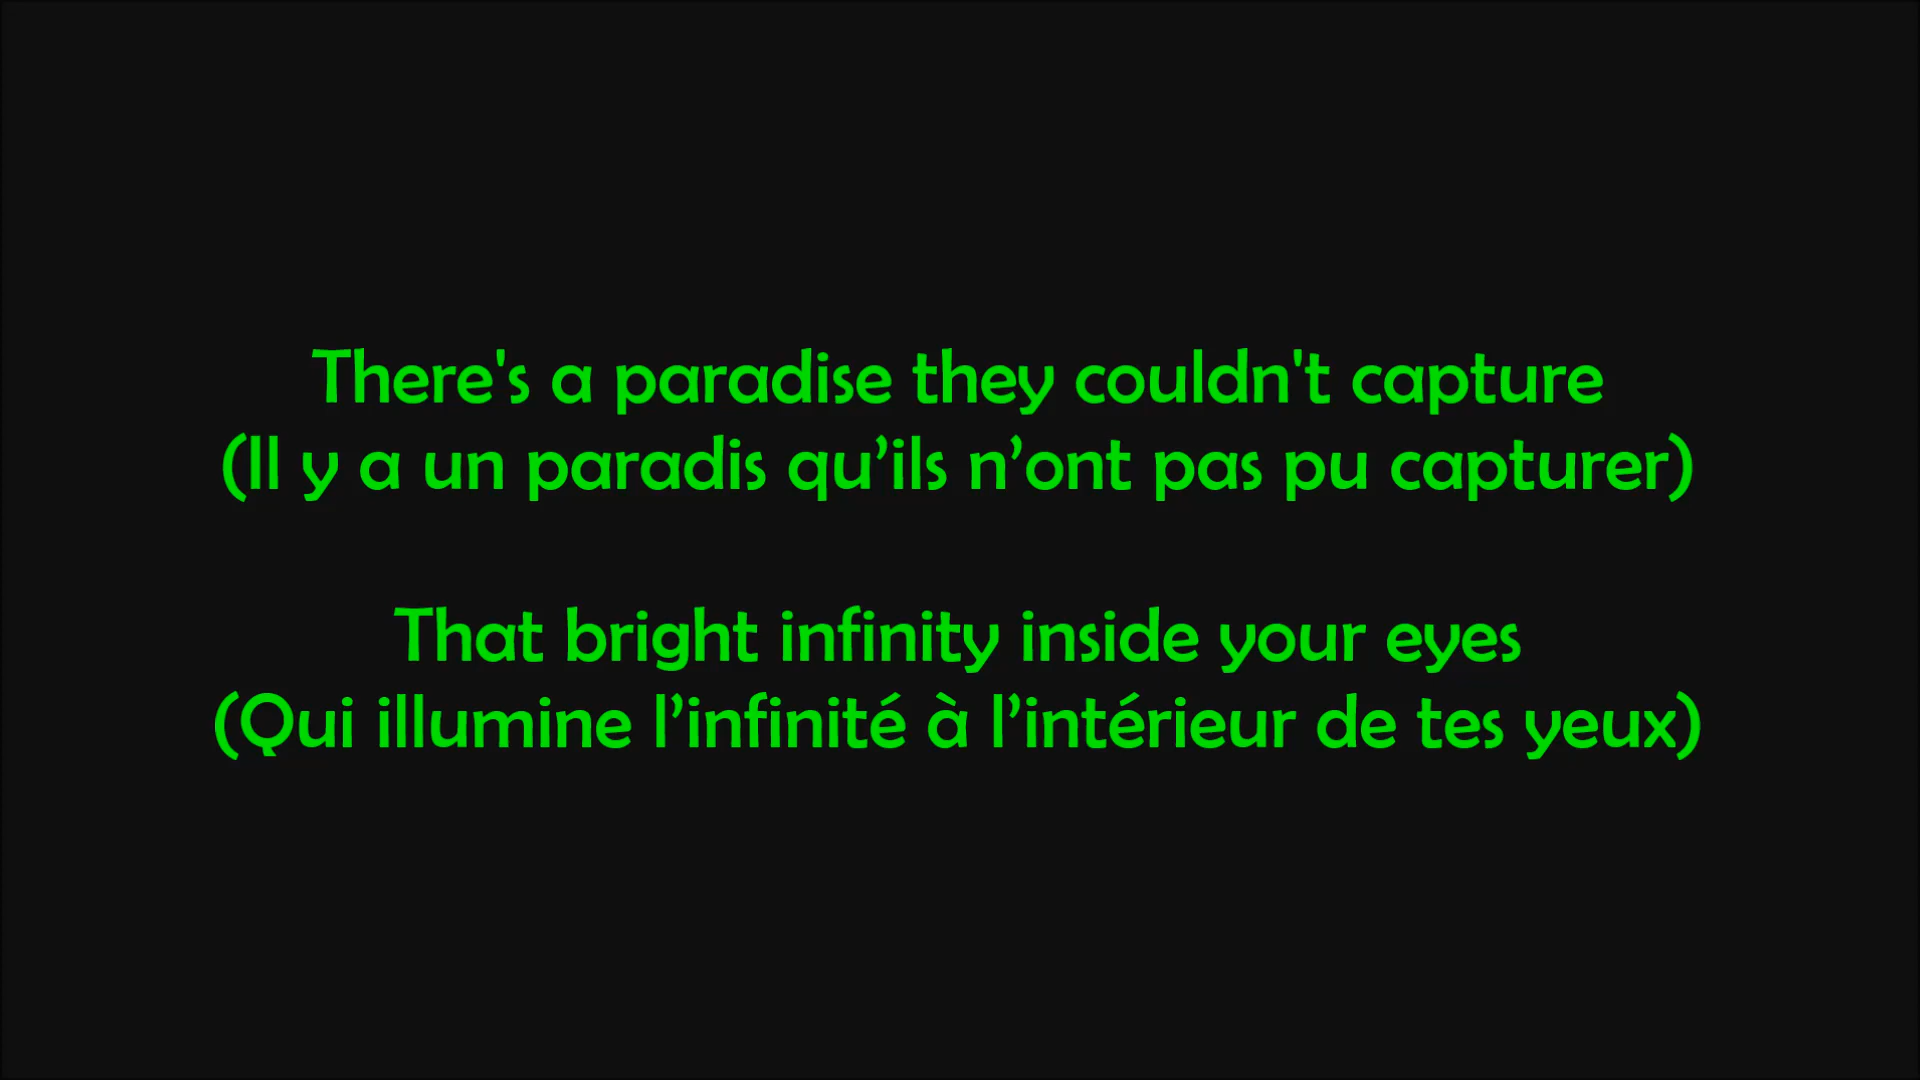 There's a paradise they couldn't capture
(Il y a un paradis qu’ils n’ont pas pu capturer)
That bright infinity inside your eyes
(Qui illumine l’infinité à l’intérieur de tes yeux)